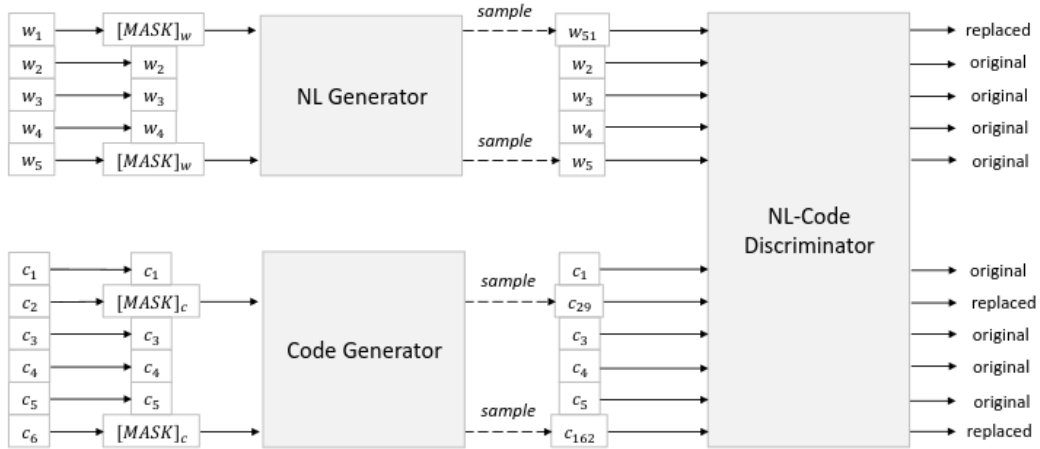 w1 [MASK]w sample w51 replaced
w2 w2 w2 original
w3 w3 NL Generator w3 original
w4 w4 w4 original
w5 [MASK]w sample w5 original
NL-Code
Discriminator
c1 c1 c1 original
c2 [MASK]c sample c29 replaced
c3 c3 c3 original
Code Generator
c4 c4 c4 original
c5 c5 c5 original
c6 [MASK]c sample c162 replaced